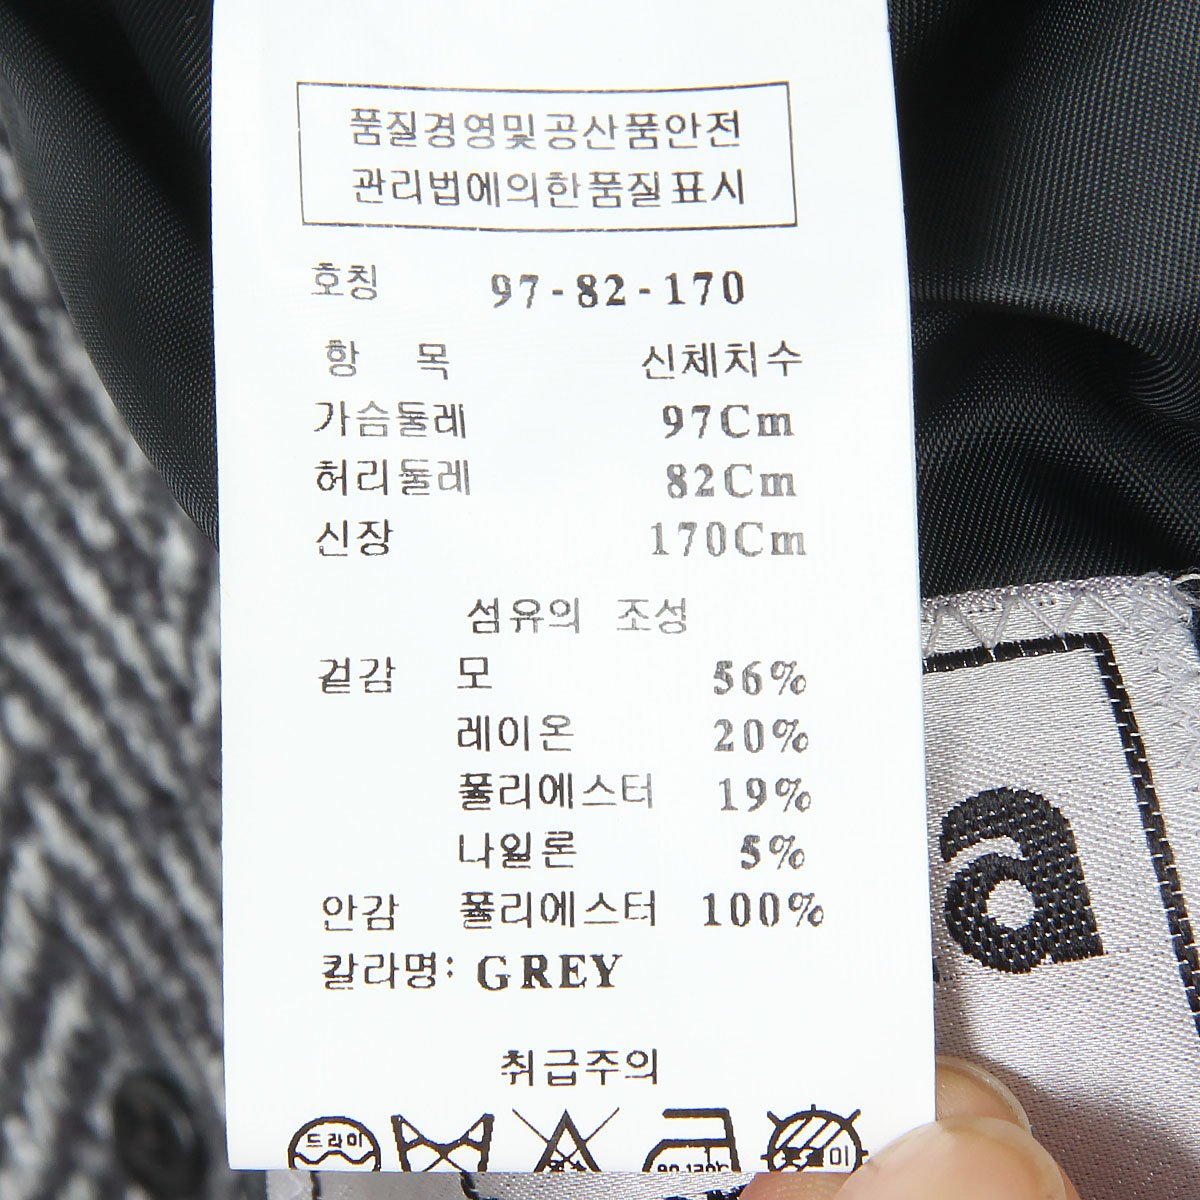 품질경영및공산품안전
관리법에의한품질표시
호칭 97-82-170
항 목 신체치수
가슴둘레 97Cm
허리둘레 82Cm
신장 170Cm
섬유의 조성
겉감 모 56%
레이온 20%
폴리에스터 19%
나일론 5%
안감 폴리에스터 100%
칼라명: GREY
취급주의
드라이
a